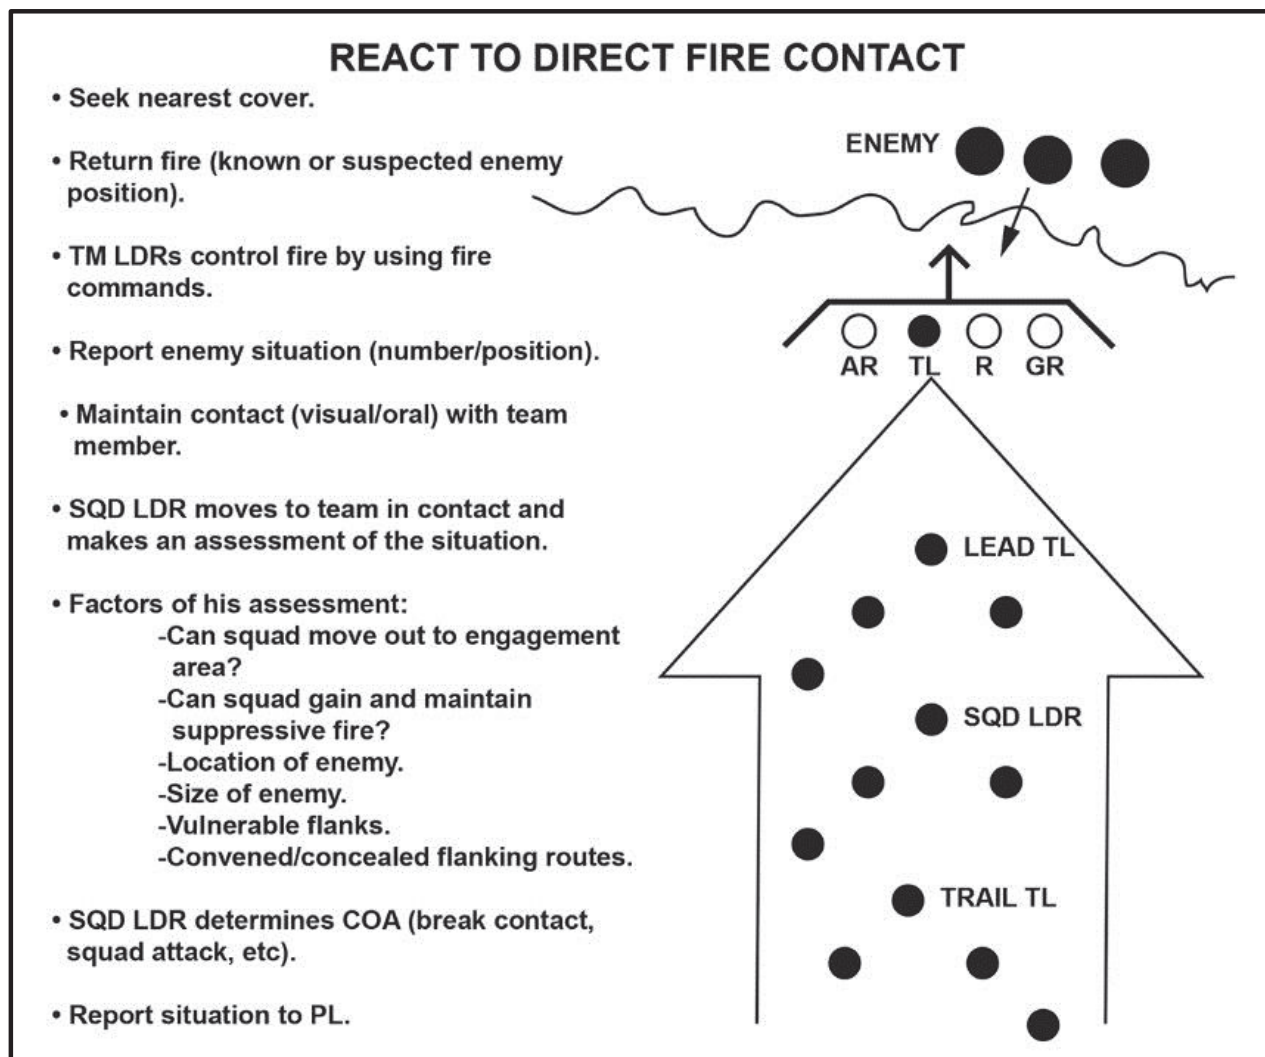 REACT TO DIRECT FIRE CONTACT
• Seek nearest cover.
• Return fire (known or suspected enemy
position).
• TM LDRs control fire by using fire
commands.
• Report enemy situation (number/position).
• Maintain contact (visual/oral) with team
member.
• SQD LDR moves to team in contact and
makes an assessment of the situation.
• Factors of his assessment:
-Can squad move out to engagement
area?
-Can squad gain and maintain
suppressive fire?
-Location of enemy.
-Size of enemy.
-Vulnerable flanks.
-Convened/concealed flanking routes.
• SQD LDR determines COA (break contact,
squad attack, etc).
• Report situation to PL.
ENEMY
AR TL R GR
LEAD TL
SQD LDR
TRAIL TL